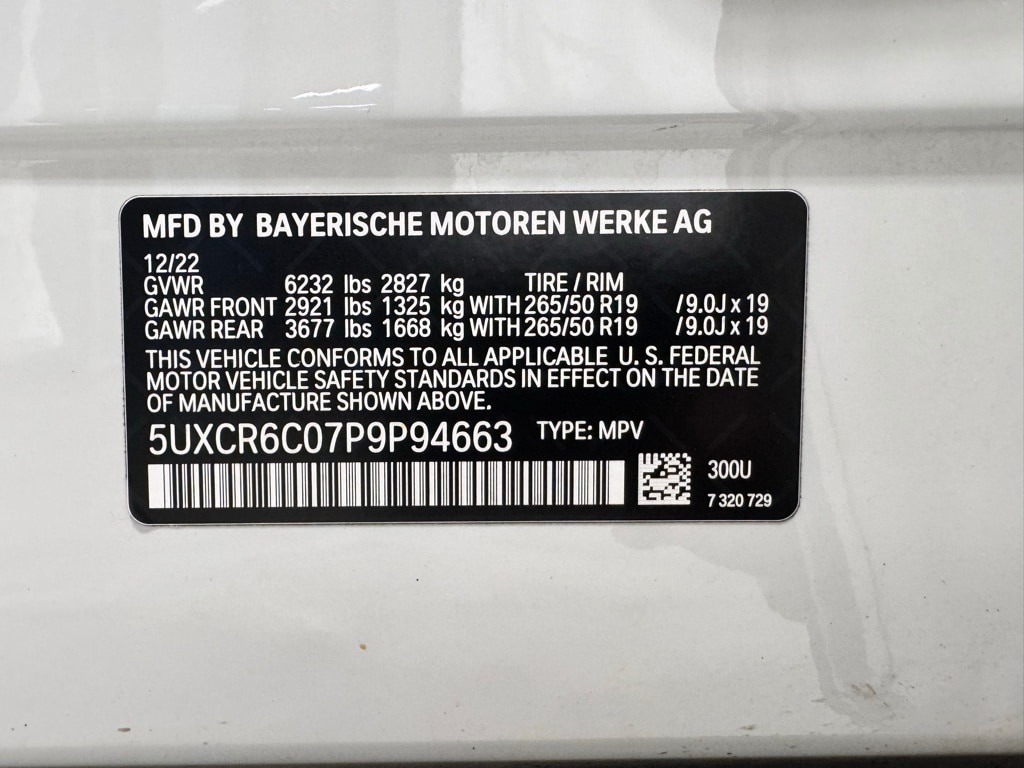 MFD BY BAYERISCHE MOTOREN WERKE AG
12/22
GVWR 6232 lbs 2827 kg TIRE / RIM
GAWR FRONT 2921 lbs 1325 kg WITH 265/50 R19 /9.0J x 19
GAWR REAR 3677 lbs 1668 kg WITH 265/50 R19 /9.0J x 19
THIS VEHICLE CONFORMS TO ALL APPLICABLE U. S. FEDERAL
MOTOR VEHICLE SAFETY STANDARDS IN EFFECT ON THE DATE
OF MANUFACTURE SHOWN ABOVE.
5UXCR6C07P9P94663 TYPE: MPV
300U
7 320 729